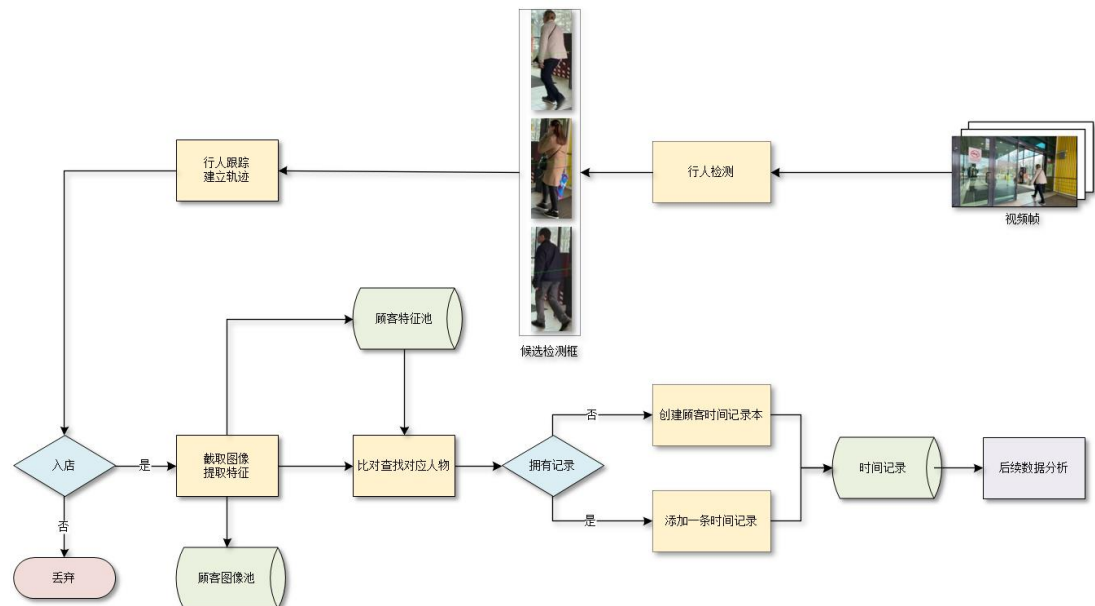 行人跟踪
建立轨迹
行人检测
视频帧
候选检测框
顾客特征池
入店
是
截取图像
提取特征
比对查找对应人物
拥有记录
否
创建顾客时间记录本
是
添加一条时间记录
时间记录
后续数据分析
否
丢弃
顾客图像池